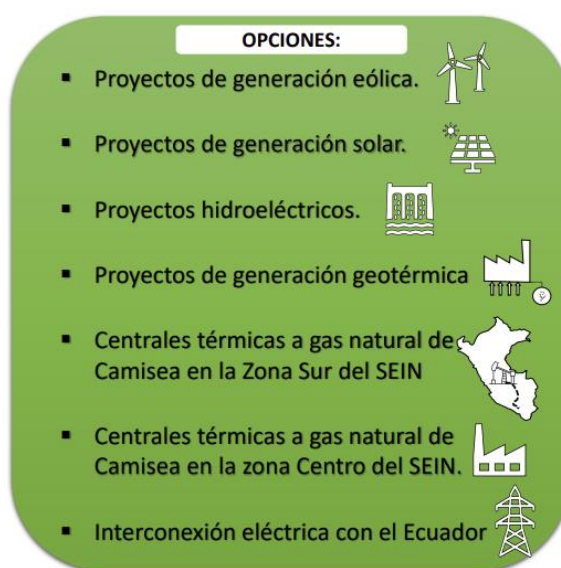 OPCIONES:
▪ Proyectos de generación eólica.
▪ Proyectos de generación solar.
▪ Proyectos hidroeléctricos.
▪ Proyectos de generación geotérmica
▪ Centrales térmicas a gas natural de
Camisea en la Zona Sur del SEIN
▪ Centrales térmicas a gas natural de
Camisea en la zona Centro del SEIN.
▪ Interconexión eléctrica con el Ecuador